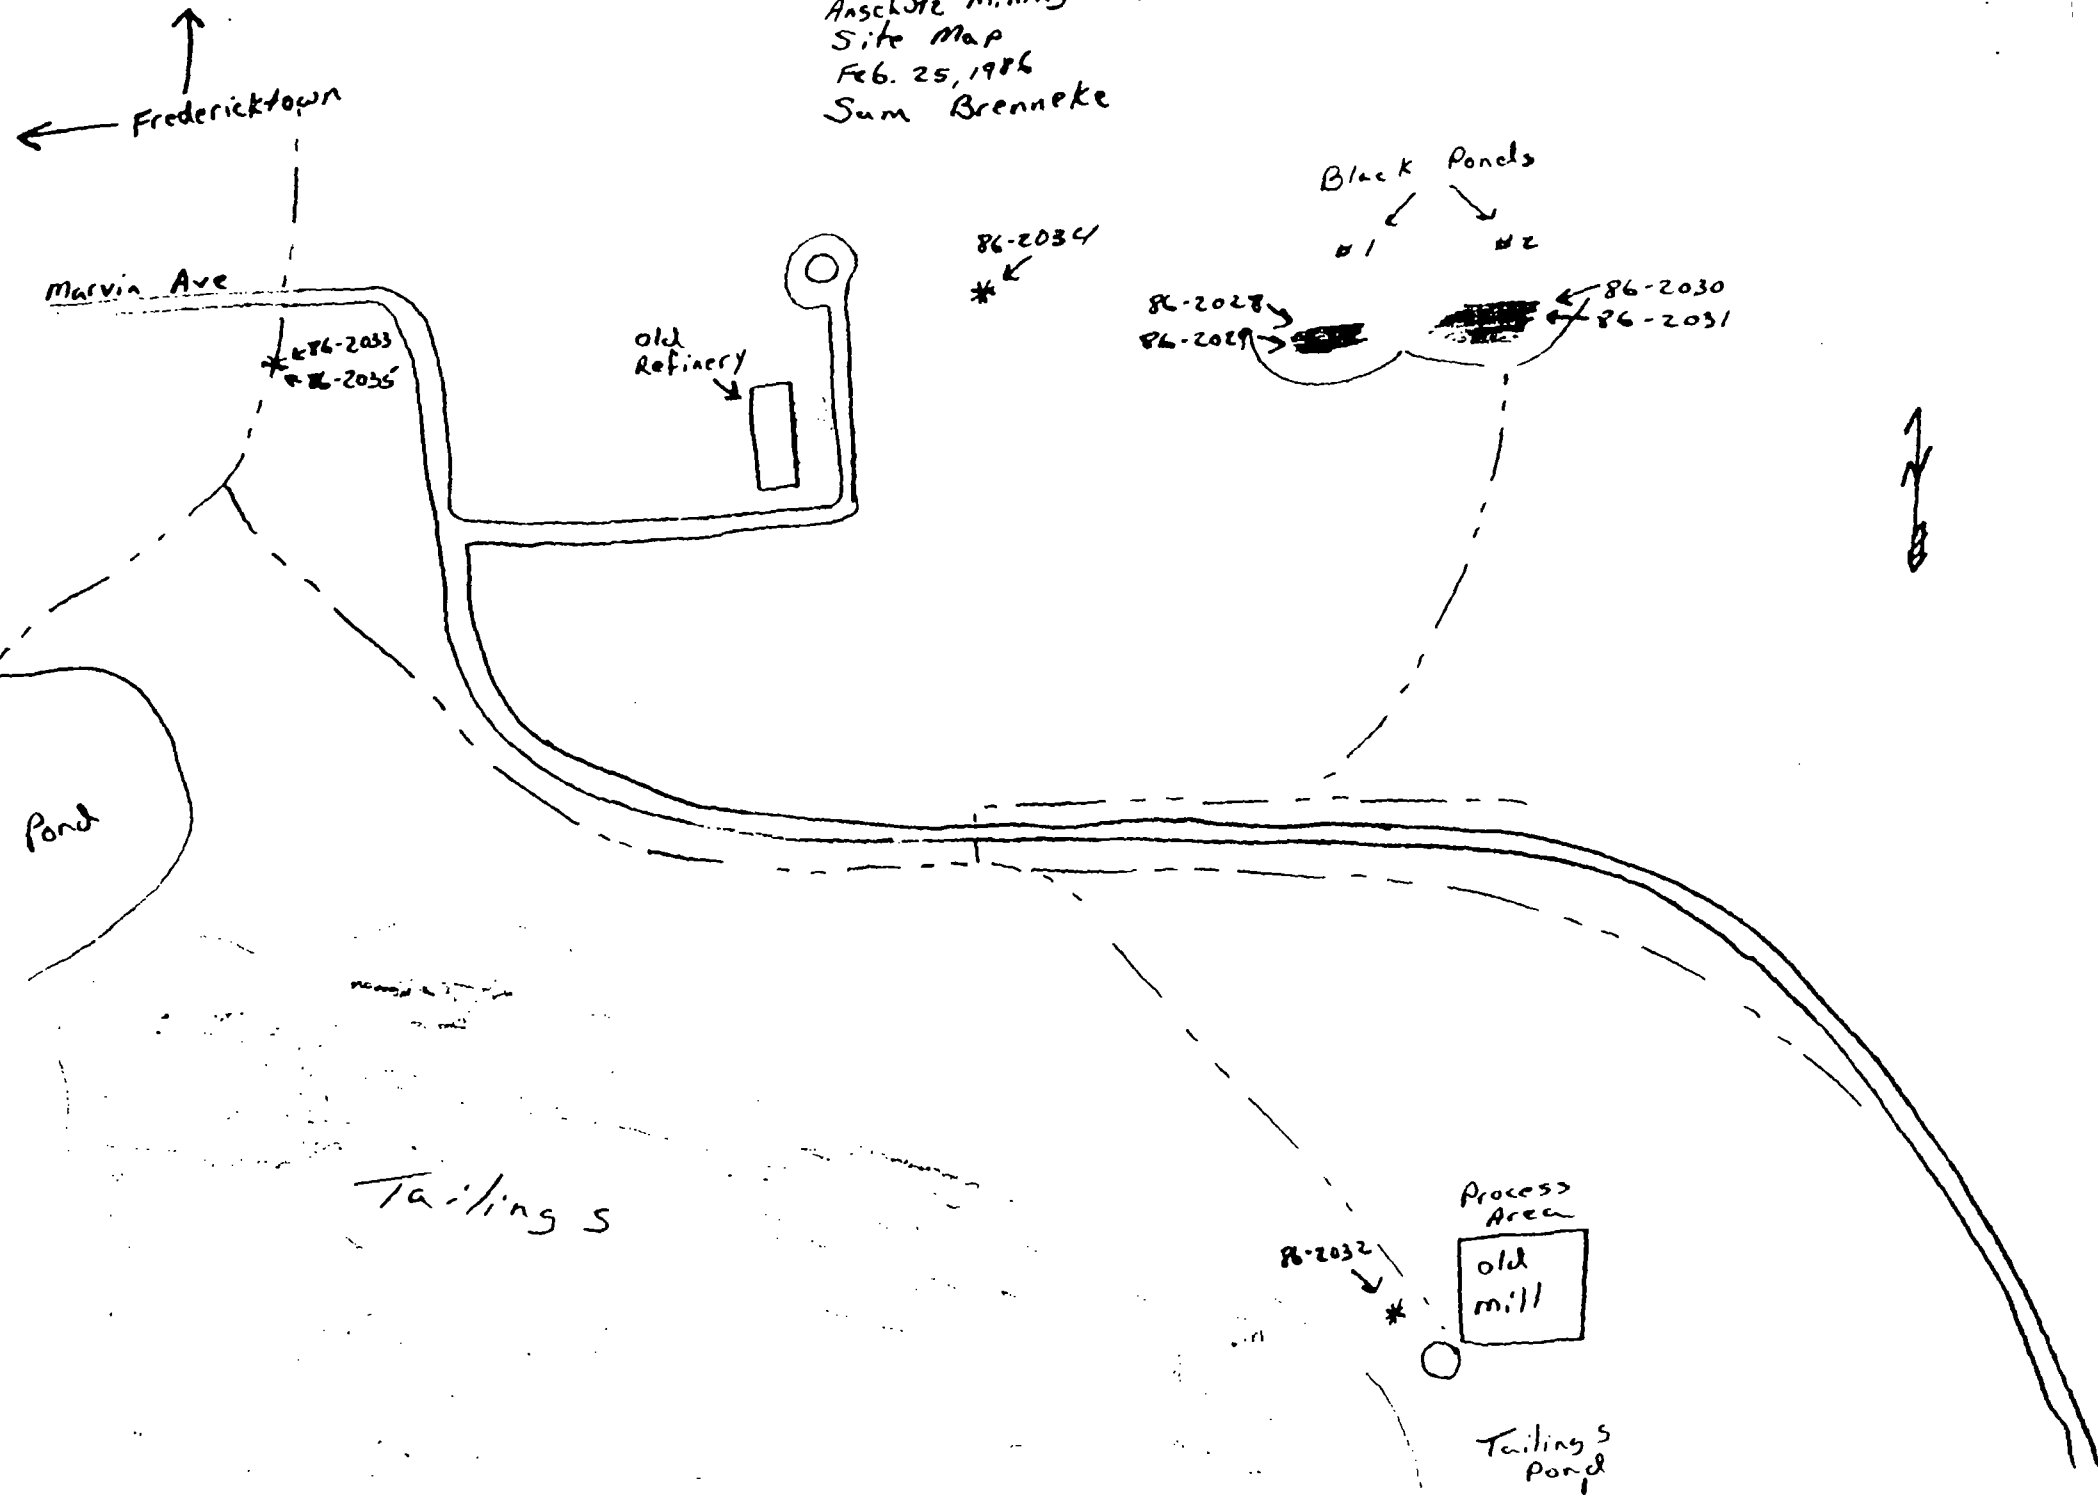 Anschutz Mining
Site Map
Feb. 25, 1986
Sam Brenneke
Fredericktown
Black Ponds
#1 #2
86-2034
Marvin Ave
86-2028
86-2029
86-2030
86-2031
86-2033
86-2035
Old
Refinery
N
Pond
Tailings
Process
Area
86-2032
old
mill
Tailings
Pond